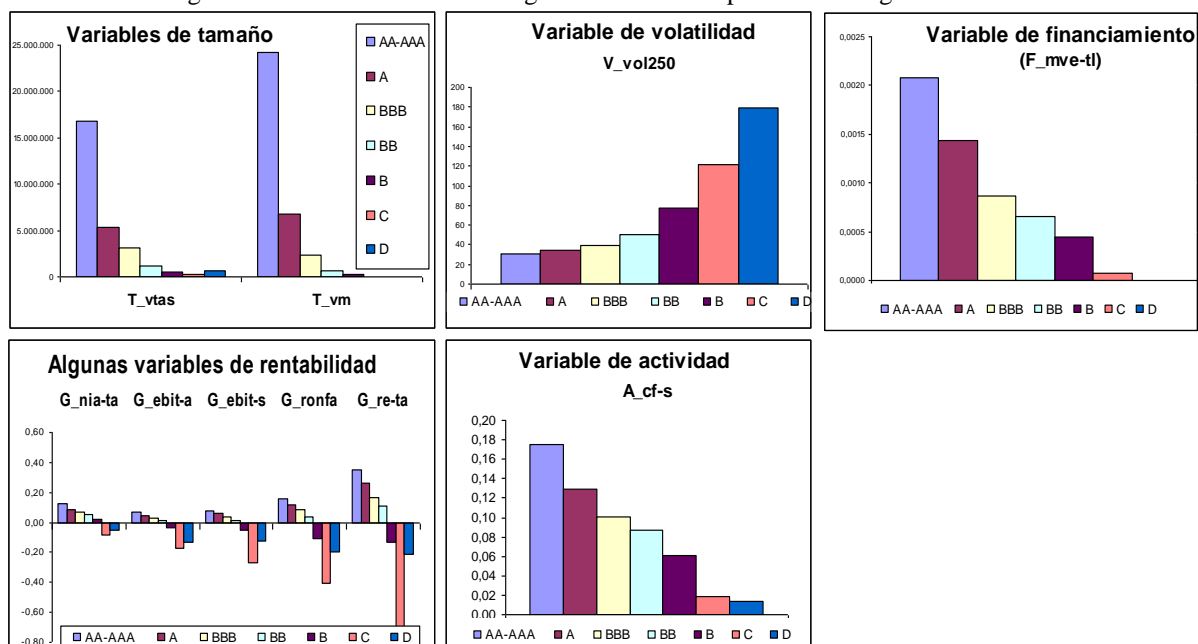 Variables de tamaño
25.000.000
20.000.000
15.000.000
10.000.000
5.000.000
0
T_vtas T_vm
AA-AAA
A
BBB
BB
B
C
D
Variable de volatilidad
V_vol250
200
180
160
140
120
100
80
60
40
20
0
AA-AAA A BBB BB B C D
Variable de financiamiento
(F_mve-tl)
0,0025
0,0020
0,0015
0,0010
0,0005
0,0000
AA-AAA A BBB BB B C D
Algunas variables de rentabilidad
G_nia-ta G_ebit-a G_ebit-s G_ronfa G_re-ta
0,60
0,40
0,20
0,00
-0,20
-0,40
-0,60
-0,80
AA-AAA A BBB BB B C D
Variable de actividad
A_cf-s
0,20
0,18
0,16
0,14
0,12
0,10
0,08
0,06
0,04
0,02
0,00
AA-AAA A BBB BB B C D